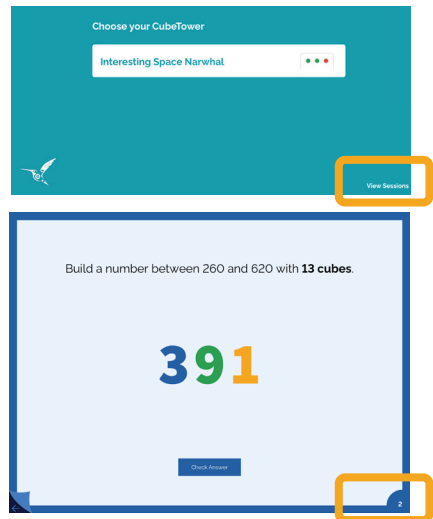 Choose your CubeTower
Interesting Space Narwhal
View Sessions
Build a number between 260 and 620 with 13 cubes.
391
Check Answer
2